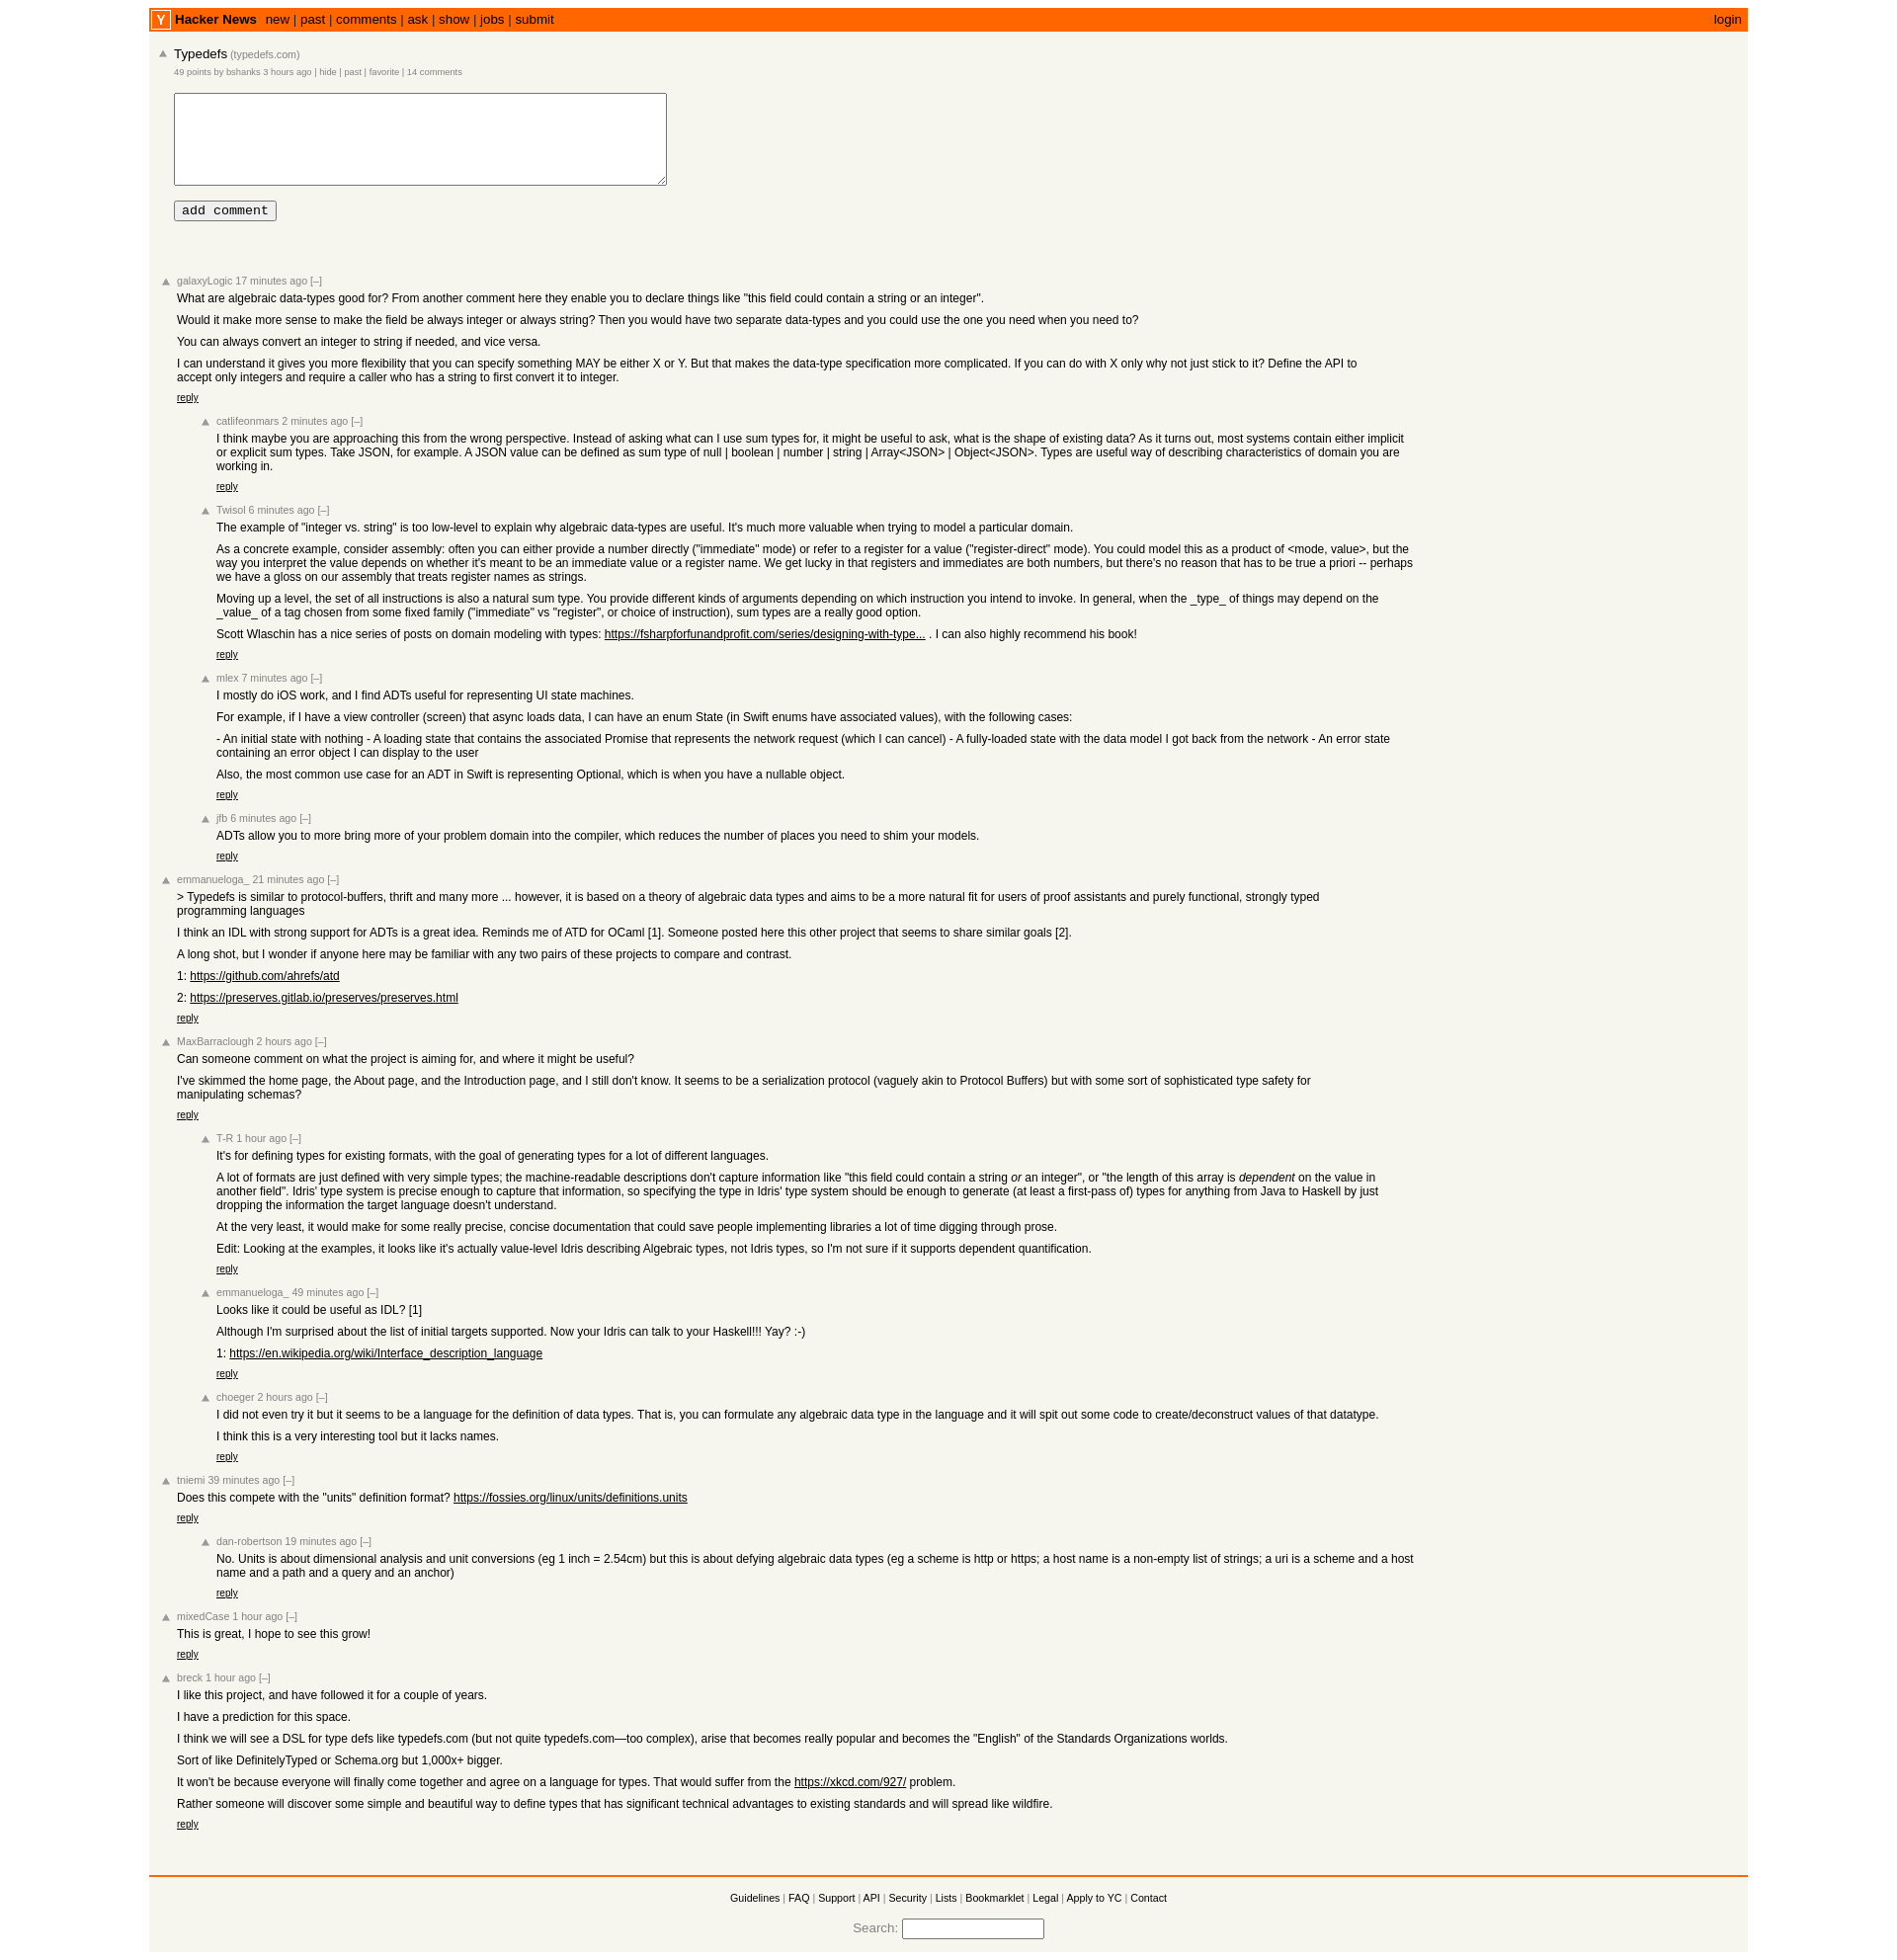 Y Hacker News new | past | comments | ask | show | jobs | submit login
Typedefs (typedefs.com)
49 points by bshanks 3 hours ago | hide | past | favorite | 14 comments
add comment
galaxyLogic 17 minutes ago [–]
What are algebraic data-types good for? From another comment here they enable you to declare things like "this field could contain a string or an integer".
Would it make more sense to make the field be always integer or always string? Then you would have two separate data-types and you could use the one you need when you need to?
You can always convert an integer to string if needed, and vice versa.
I can understand it gives you more flexibility that you can specify something MAY be either X or Y. But that makes the data-type specification more complicated. If you can do with X only why not just stick to it? Define the API to
accept only integers and require a caller who has a string to first convert it to integer.
reply
catlifeonmars 2 minutes ago [–]
I think maybe you are approaching this from the wrong perspective. Instead of asking what can I use sum types for, it might be useful to ask, what is the shape of existing data? As it turns out, most systems contain either implicit
or explicit sum types. Take JSON, for example. A JSON value can be defined as sum type of null | boolean | number | string | Array<JSON> | Object<JSON>. Types are useful way of describing characteristics of domain you are
working in.
reply
Twisol 6 minutes ago [–]
The example of "integer vs. string" is too low-level to explain why algebraic data-types are useful. It's much more valuable when trying to model a particular domain.
As a concrete example, consider assembly: often you can either provide a number directly ("immediate" mode) or refer to a register for a value ("register-direct" mode). You could model this as a product of <mode, value>, but the
way you interpret the value depends on whether it's meant to be an immediate value or a register name. We get lucky in that registers and immediates are both numbers, but there's no reason that has to be true a priori -- perhaps
we have a gloss on our assembly that treats register names as strings.
Moving up a level, the set of all instructions is also a natural sum type. You provide different kinds of arguments depending on which instruction you intend to invoke. In general, when the _type_ of things may depend on the
_value_ of a tag chosen from some fixed family ("immediate" vs "register", or choice of instruction), sum types are a really good option.
Scott Wlaschin has a nice series of posts on domain modeling with types: https://fsharpforfunandprofit.com/series/designing-with-type... . I can also highly recommend his book!
reply
mlex 7 minutes ago [–]
I mostly do iOS work, and I find ADTs useful for representing UI state machines.
For example, if I have a view controller (screen) that async loads data, I can have an enum State (in Swift enums have associated values), with the following cases:
- An initial state with nothing - A loading state that contains the associated Promise that represents the network request (which I can cancel) - A fully-loaded state with the data model I got back from the network - An error state
containing an error object I can display to the user
Also, the most common use case for an ADT in Swift is representing Optional, which is when you have a nullable object.
reply
jfb 6 minutes ago [–]
ADTs allow you to more bring more of your problem domain into the compiler, which reduces the number of places you need to shim your models.
reply
emmanueloga_ 21 minutes ago [–]
> Typedefs is similar to protocol-buffers, thrift and many more ... however, it is based on a theory of algebraic data types and aims to be a more natural fit for users of proof assistants and purely functional, strongly typed
programming languages
I think an IDL with strong support for ADTs is a great idea. Reminds me of ATD for OCaml [1]. Someone posted here this other project that seems to share similar goals [2].
A long shot, but I wonder if anyone here may be familiar with any two pairs of these projects to compare and contrast.
1: https://github.com/ahrefs/atd
2: https://preserves.gitlab.io/preserves/preserves.html
reply
MaxBarraclough 2 hours ago [–]
Can someone comment on what the project is aiming for, and where it might be useful?
I've skimmed the home page, the About page, and the Introduction page, and I still don't know. It seems to be a serialization protocol (vaguely akin to Protocol Buffers) but with some sort of sophisticated type safety for
manipulating schemas?
reply
T-R 1 hour ago [–]
It's for defining types for existing formats, with the goal of generating types for a lot of different languages.
A lot of formats are just defined with very simple types; the machine-readable descriptions don't capture information like "this field could contain a string or an integer", or "the length of this array is dependent on the value in
another field". Idris' type system is precise enough to capture that information, so specifying the type in Idris' type system should be enough to generate (at least a first-pass of) types for anything from Java to Haskell by just
dropping the information the target language doesn't understand.
At the very least, it would make for some really precise, concise documentation that could save people implementing libraries a lot of time digging through prose.
Edit: Looking at the examples, it looks like it's actually value-level Idris describing Algebraic types, not Idris types, so I'm not sure if it supports dependent quantification.
reply
emmanueloga_ 49 minutes ago [–]
Looks like it could be useful as IDL? [1]
Although I'm surprised about the list of initial targets supported. Now your Idris can talk to your Haskell!!! Yay? :-)
1: https://en.wikipedia.org/wiki/Interface_description_language
reply
choeger 2 hours ago [–]
I did not even try it but it seems to be a language for the definition of data types. That is, you can formulate any algebraic data type in the language and it will spit out some code to create/deconstruct values of that datatype.
I think this is a very interesting tool but it lacks names.
reply
tniemi 39 minutes ago [–]
Does this compete with the "units" definition format? https://fossies.org/linux/units/definitions.units
reply
dan-robertson 19 minutes ago [–]
No. Units is about dimensional analysis and unit conversions (eg 1 inch = 2.54cm) but this is about defying algebraic data types (eg a scheme is http or https; a host name is a non-empty list of strings; a uri is a scheme and a host
name and a path and a query and an anchor)
reply
mixedCase 1 hour ago [–]
This is great, I hope to see this grow!
reply
breck 1 hour ago [–]
I like this project, and have followed it for a couple of years.
I have a prediction for this space.
I think we will see a DSL for type defs like typedefs.com (but not quite typedefs.com—too complex), arise that becomes really popular and becomes the "English" of the Standards Organizations worlds.
Sort of like DefinitelyTyped or Schema.org but 1,000x+ bigger.
It won't be because everyone will finally come together and agree on a language for types. That would suffer from the https://xkcd.com/927/ problem.
Rather someone will discover some simple and beautiful way to define types that has significant technical advantages to existing standards and will spread like wildfire.
reply
Guidelines | FAQ | Support | API | Security | Lists | Bookmarklet | Legal | Apply to YC | Contact
Search: